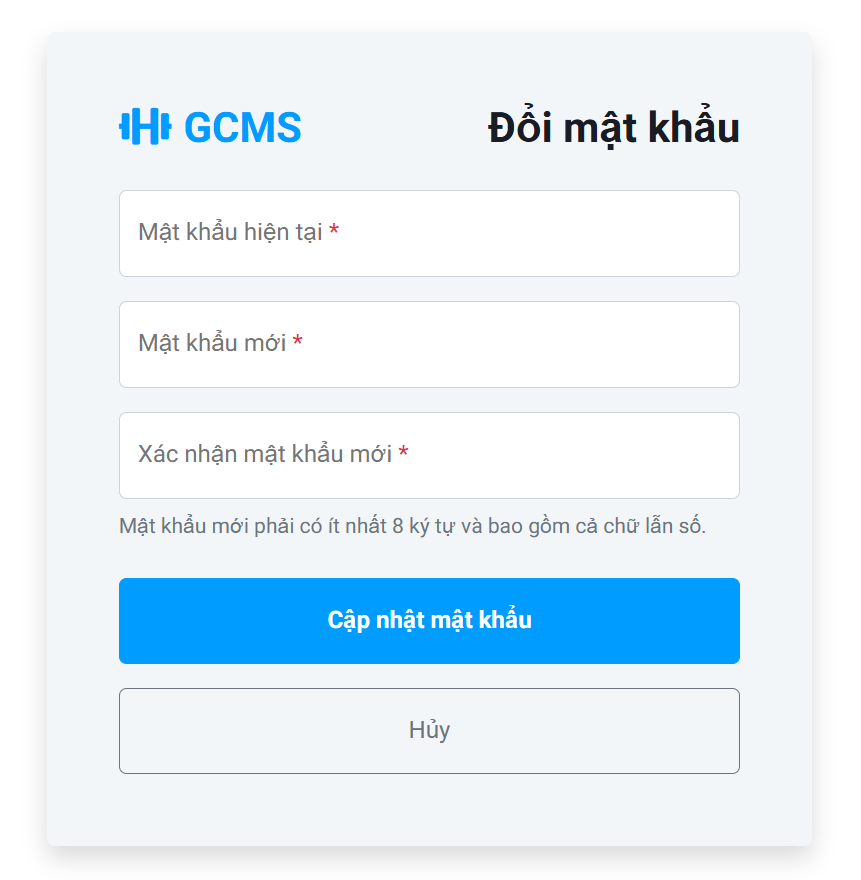 GCMS
Đổi mật khẩu
Mật khẩu hiện tại *
Mật khẩu mới *
Xác nhận mật khẩu mới *
Mật khẩu mới phải có ít nhất 8 ký tự và bao gồm cả chữ lẫn số.
Cập nhật mật khẩu
Hủy